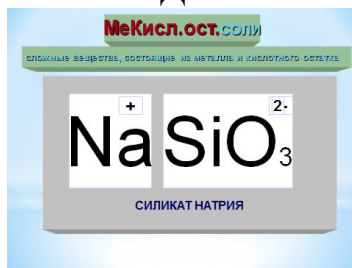 МеКисл.ост.соли
сложные вещества, состоящие из металла и кислотного остатка
+ 2-
NaSiO3
СИЛИКАТ НАТРИЯ